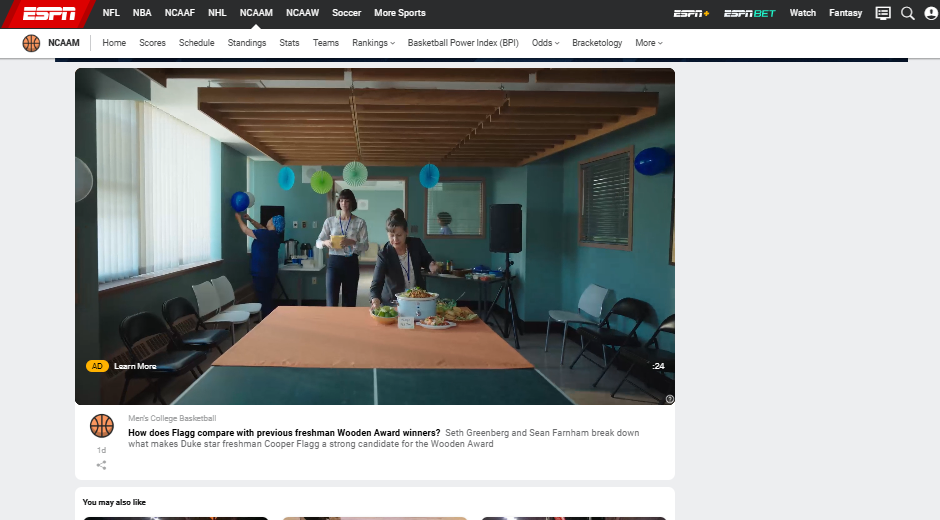 ESPN NFL NBA NCAAF NHL NCAAM NCAAW Soccer More Sports ESPN+ ESPN BET Watch Fantasy
NCAAM Home Scores Schedule Standings Stats Teams Rankings Basketball Power Index (BPI) Odds Bracketology More
AD Learn More :24
Men's College Basketball
How does Flagg compare with previous freshman Wooden Award winners? Seth Greenberg and Sean Farnham break down
what makes Duke star freshman Cooper Flagg a strong candidate for the Wooden Award
1d
You may also like